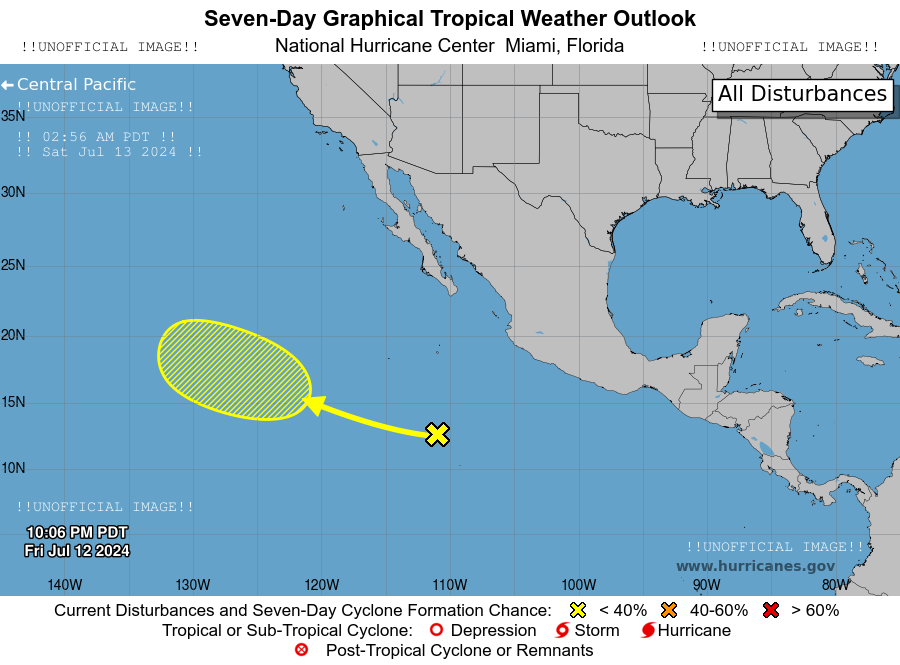 Seven-Day Graphical Tropical Weather Outlook
!!UNOFFICIAL IMAGE!! National Hurricane Center Miami, Florida !!UNOFFICIAL IMAGE!!
Central Pacific
All Disturbances
!!UNOFFICIAL IMAGE!!
35N
!! 02:56 AM PDT !!
!! Sat Jul 13 2024 !!
30N
25N
20N
15N
10N
!!UNOFFICIAL IMAGE!!
10:06 PM PDT
Fri Jul 12 2024
!!UNOFFICIAL IMAGE!!
www.hurricanes.gov
140W 130W 120W 110W 100W 90W 80W
Current Disturbances and Seven-Day Cyclone Formation Chance: < 40% 40-60% > 60%
Tropical or Sub-Tropical Cyclone: Depression Storm Hurricane
Post-Tropical Cyclone or Remnants